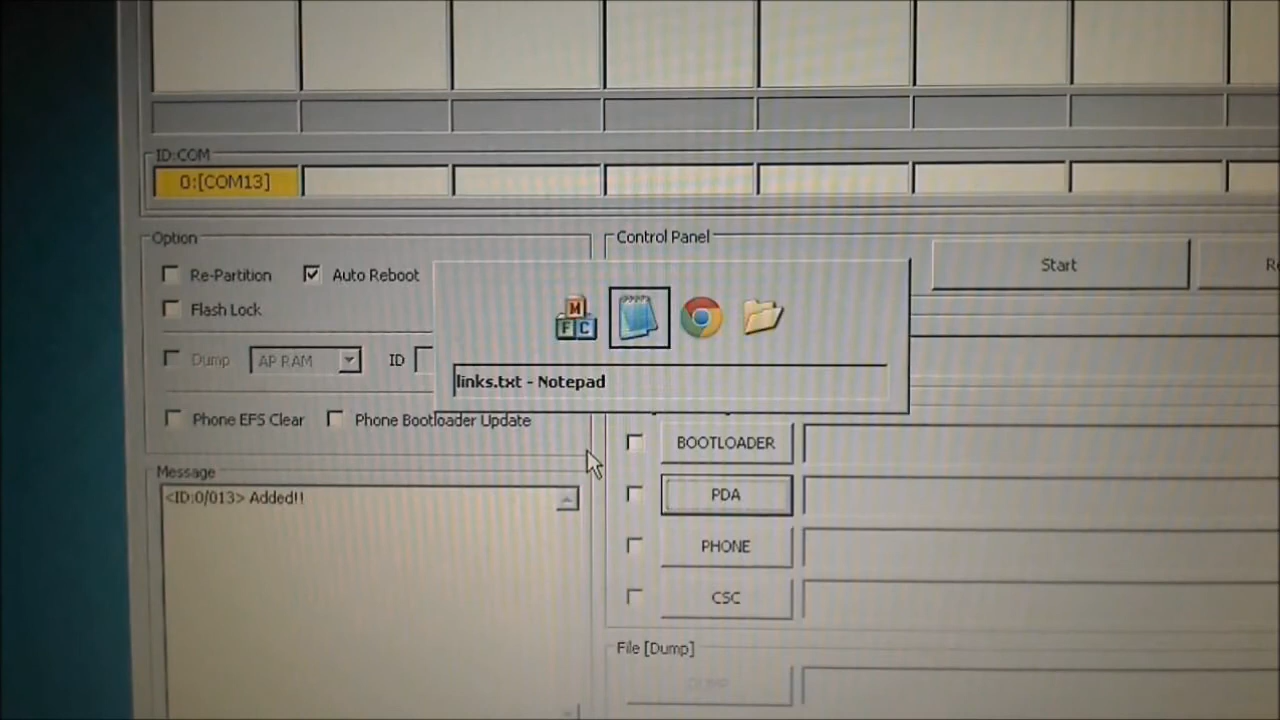 ID:COM
0:[COM13]
Option
Control Panel
Re-Partition
Auto Reboot
Start
Flash Lock
M
F C
Dump
AP RAM
ID
links.txt - Notepad
Phone EFS Clear
Phone Bootloader Update
BOOTLOADER
Message
<ID:0/013> Added!!
PDA
PHONE
CSC
File [Dump]